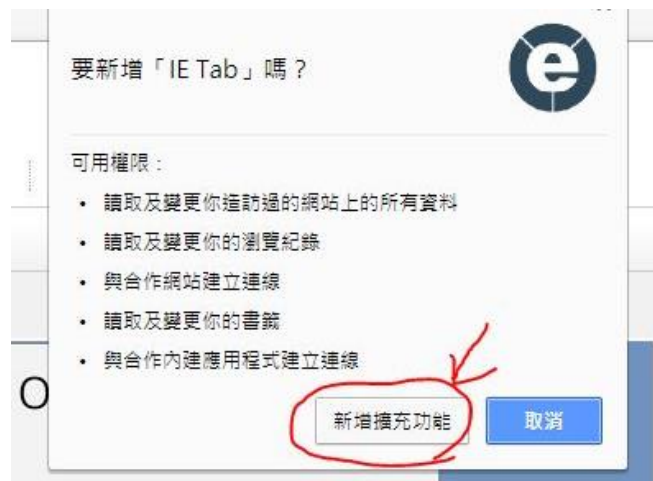 要新增「IE Tab」嗎？
可用權限：
• 讀取及變更你造訪過的網站上的所有資料
• 讀取及變更你的瀏覽紀錄
• 與合作網站建立連線
• 讀取及變更你的書籤
• 與合作內建應用程式建立連線
O
新增擴充功能
取消